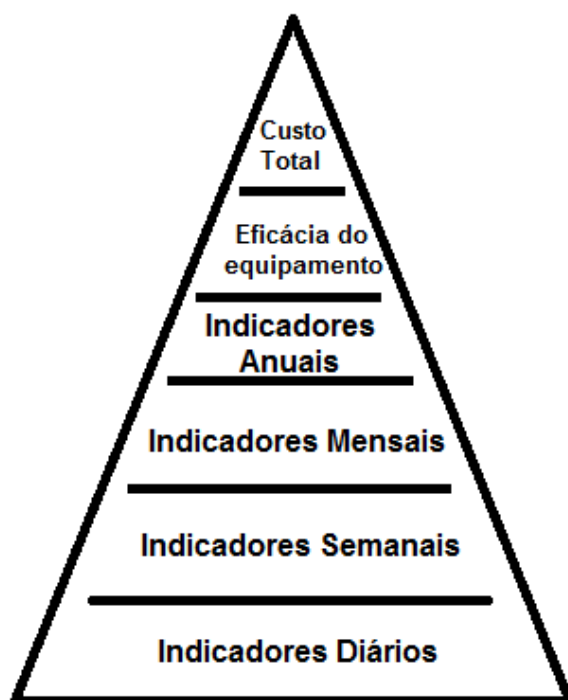 Custo
Total
Eficácia do
equipamento
Indicadores
Anuais
Indicadores Mensais
Indicadores Semanais
Indicadores Diários